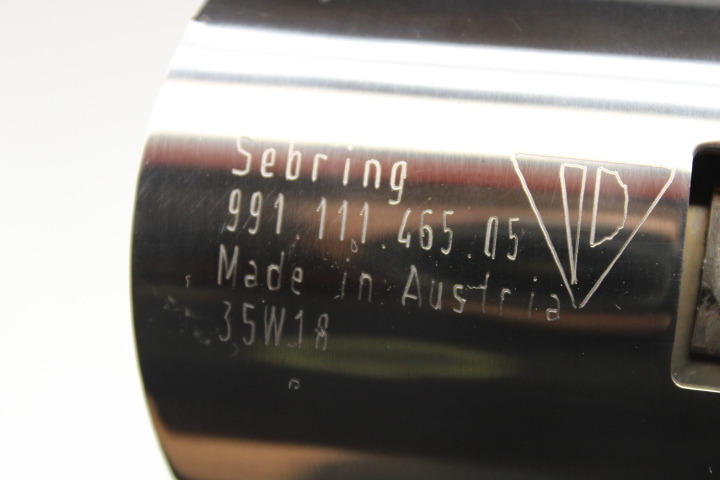 Sebring
991.111.465.05
Made in Austria
35W18